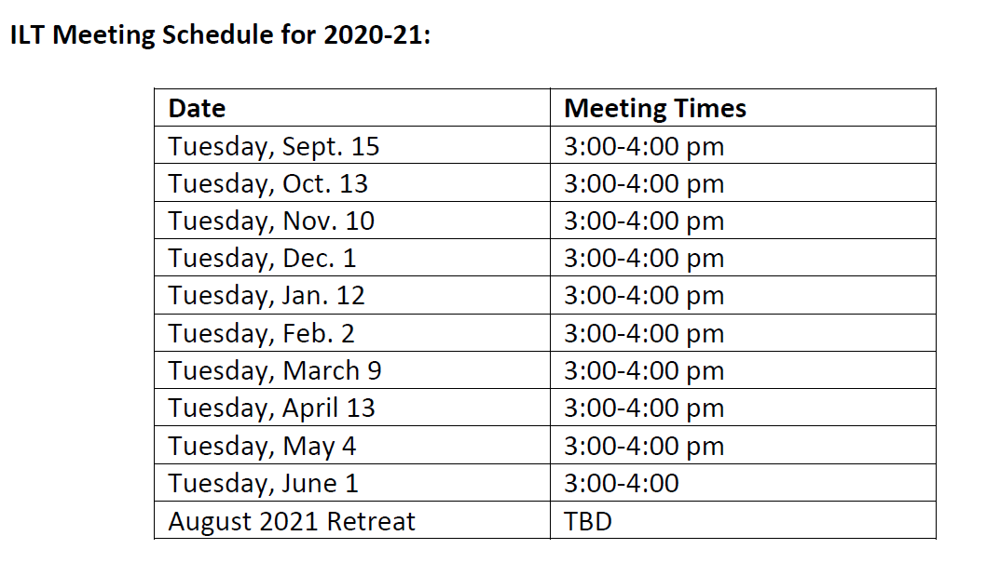 ILT Meeting Schedule for 2020-21:
Date Meeting Times
Tuesday, Sept. 15 3:00-4:00 pm
Tuesday, Oct. 13 3:00-4:00 pm
Tuesday, Nov. 10 3:00-4:00 pm
Tuesday, Dec. 1 3:00-4:00 pm
Tuesday, Jan. 12 3:00-4:00 pm
Tuesday, Feb. 2 3:00-4:00 pm
Tuesday, March 9 3:00-4:00 pm
Tuesday, April 13 3:00-4:00 pm
Tuesday, May 4 3:00-4:00 pm
Tuesday, June 1 3:00-4:00
August 2021 Retreat TBD